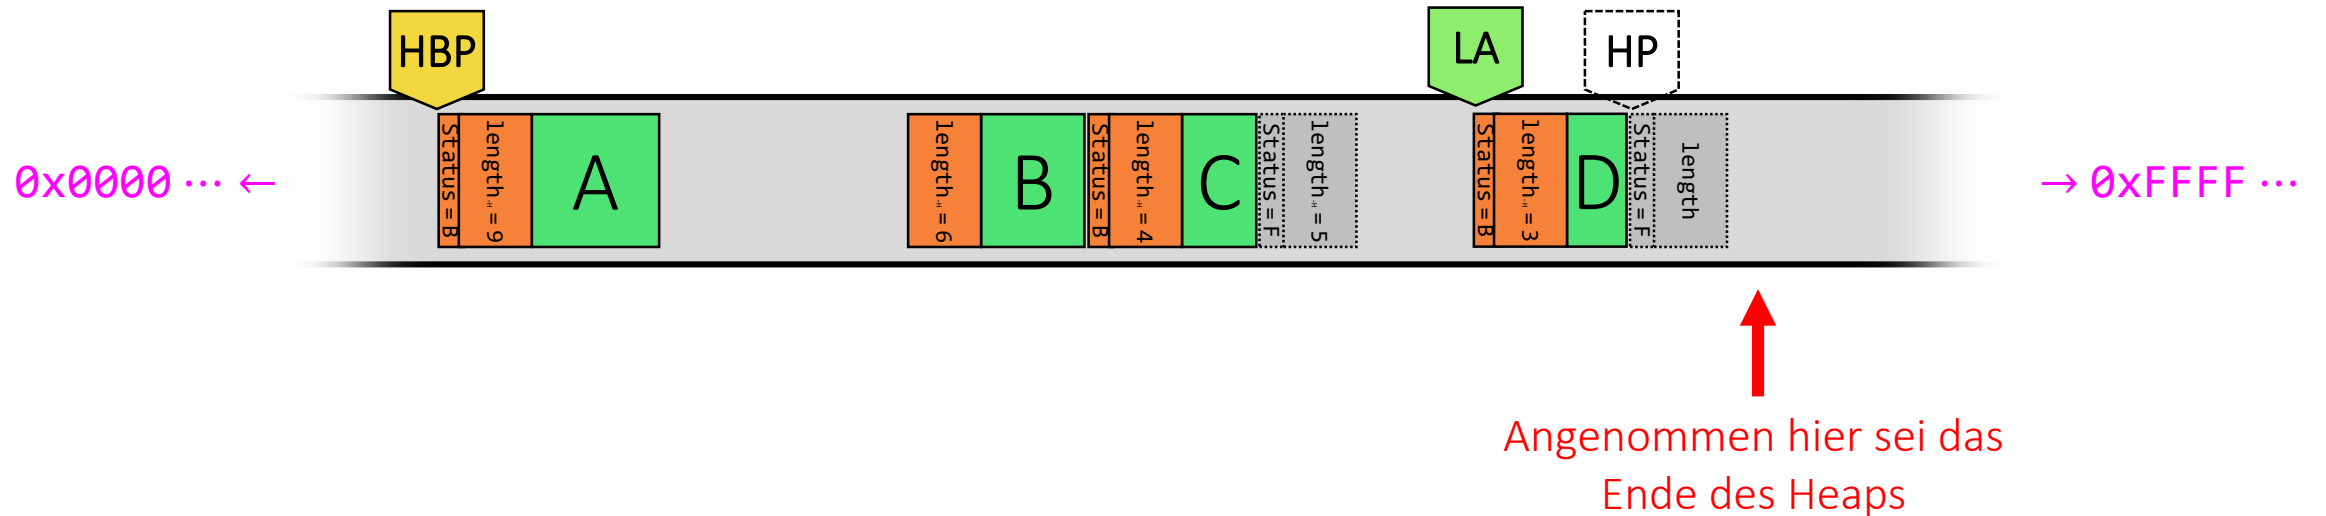 HBP
LA
HP
0x0000 ··· ←
Status = B
length-H = 9
A
length-H = 6
B
Status = B
length-H = 4
C
Status = F
length-H = 5
Status = B
length-H = 3
D
Status = F
length
→ 0xFFFF ···
Angenommen hier sei das
Ende des Heaps